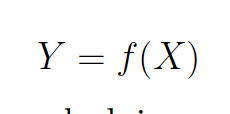 Y = f(X)